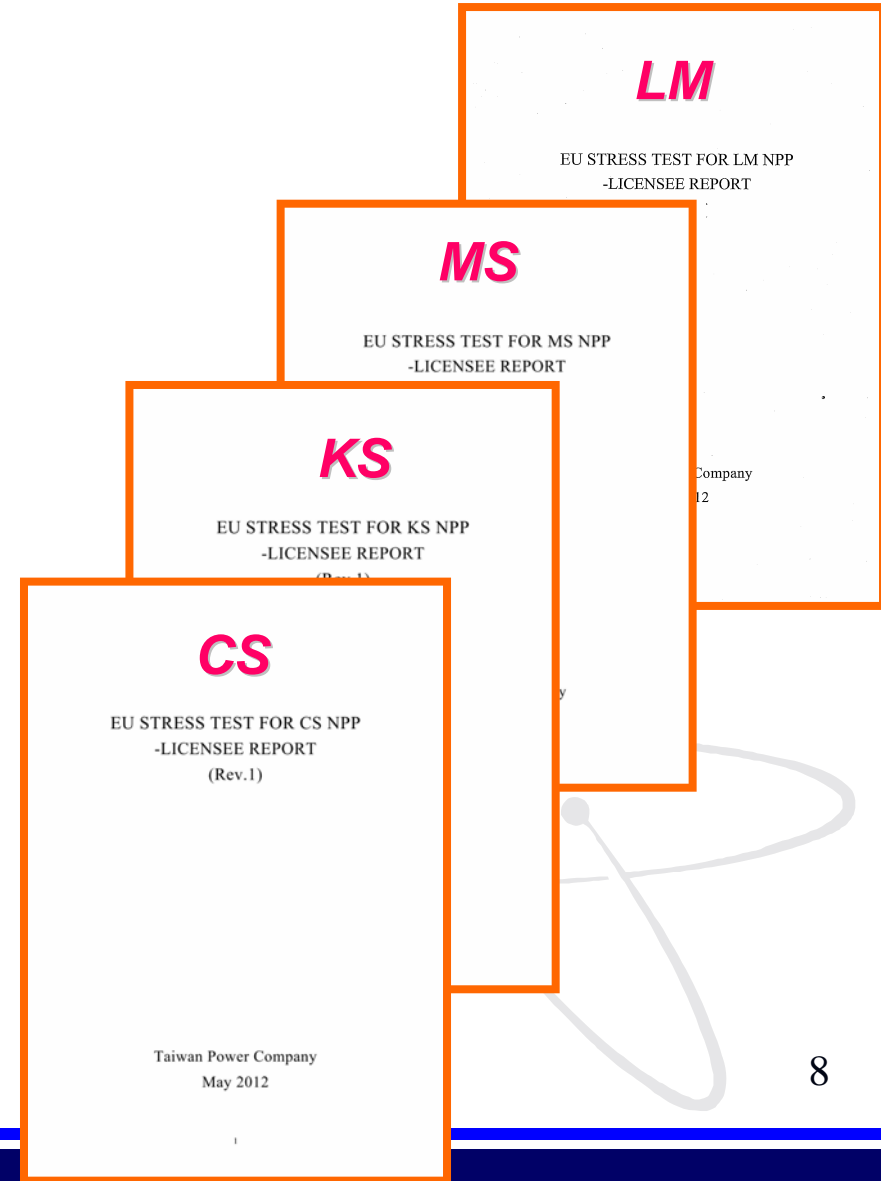 LM
EU STRESS TEST FOR LM NPP
-LICENSEE REPORT
Company
12
MS
EU STRESS TEST FOR MS NPP
-LICENSEE REPORT
y
KS
EU STRESS TEST FOR KS NPP
-LICENSEE REPORT
(Rev.1)
CS
EU STRESS TEST FOR CS NPP
-LICENSEE REPORT
(Rev.1)
Taiwan Power Company
May 2012
1
8